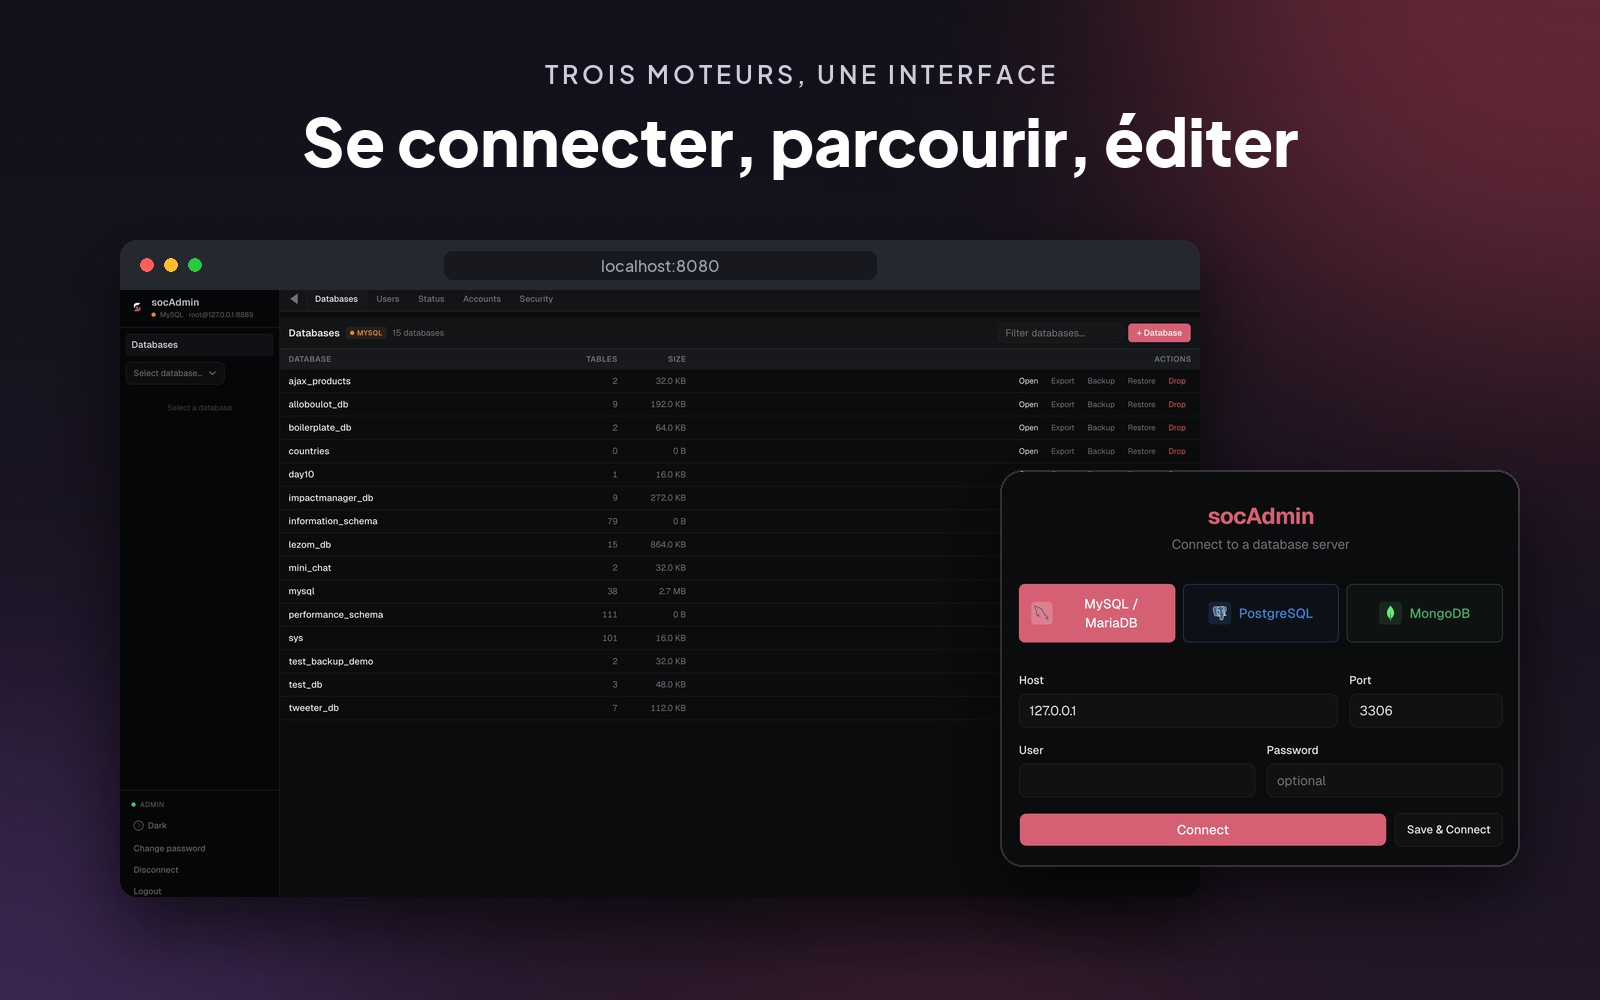 TROIS MOTEURS, UNE INTERFACE
Se connecter, parcourir, éditer
localhost:8080
socAdmin
MySQL · root@127.0.0.1:8889
Databases Users Status Accounts Security
Databases
Select database...
Select a database
Databases MYSQL 15 databases Filter databases... + Database
DATABASE TABLES SIZE ACTIONS
ajax_products 2 32.0 KB Open Export Backup Restore Drop
alloboulot_db 9 192.0 KB Open Export Backup Restore Drop
boilerplate_db 2 64.0 KB Open Export Backup Restore Drop
countries 0 0 B Open Export Backup Restore Drop
day10 1 16.0 KB
impactmanager_db 9 272.0 KB
information_schema 79 0 B
lezom_db 15 864.0 KB
mini_chat 2 32.0 KB
mysql 38 2.7 MB
performance_schema 111 0 B
sys 101 16.0 KB
test_backup_demo 2 32.0 KB
test_db 3 48.0 KB
tweeter_db 7 112.0 KB
ADMIN
Dark
Change password
Disconnect
Logout
socAdmin
Connect to a database server
MySQL /
MariaDB
PostgreSQL
MongoDB
Host Port
127.0.0.1 3306
User Password
optional
Connect Save & Connect